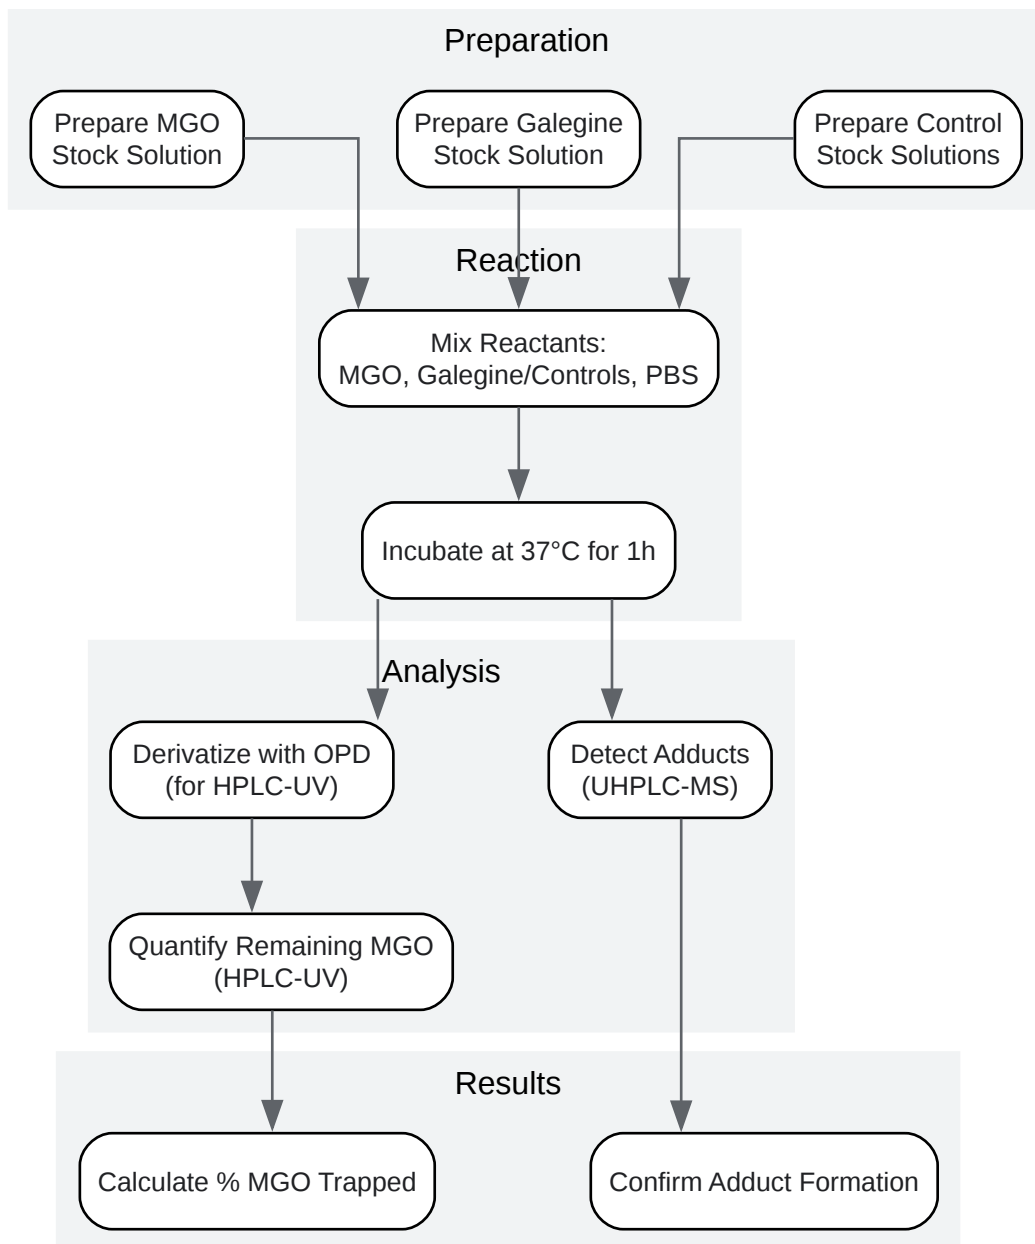 Preparation
Prepare MGO
Stock Solution
Prepare Galegine
Stock Solution
Prepare Control
Stock Solutions
Reaction
Mix Reactants:
MGO, Galegine/Controls, PBS
Incubate at 37°C for 1h
Analysis
Derivatize with OPD
(for HPLC-UV)
Detect Adducts
(UHPLC-MS)
Quantify Remaining MGO
(HPLC-UV)
Results
Calculate % MGO Trapped
Confirm Adduct Formation